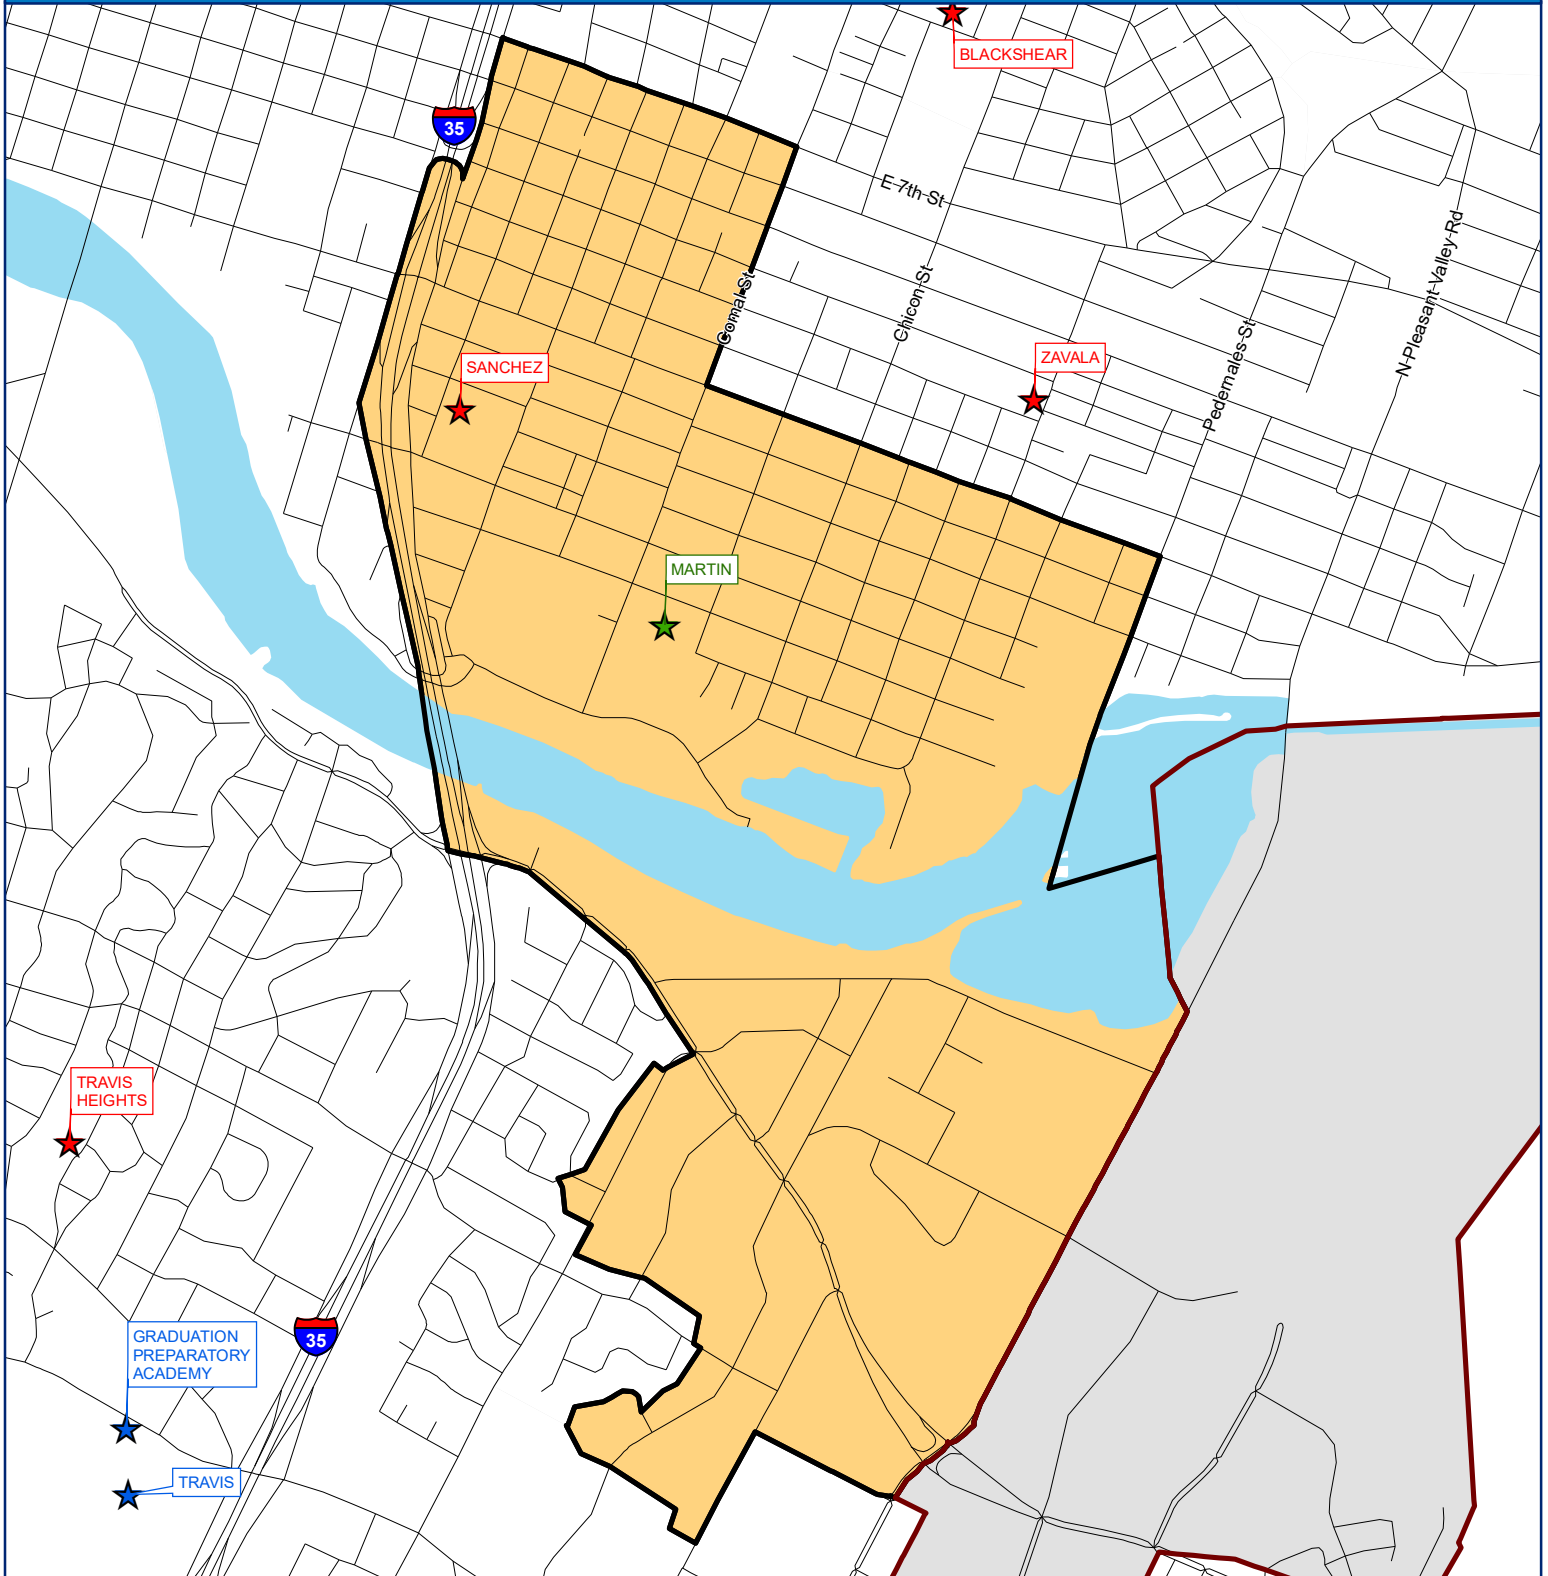 BLACKSHEAR
35
E 7th St
Comal St
Chicon St
N Pleasant Valley Rd
Pedernales St
SANCHEZ
ZAVALA
MARTIN
TRAVIS
HEIGHTS
35
GRADUATION
PREPARATORY
ACADEMY
TRAVIS